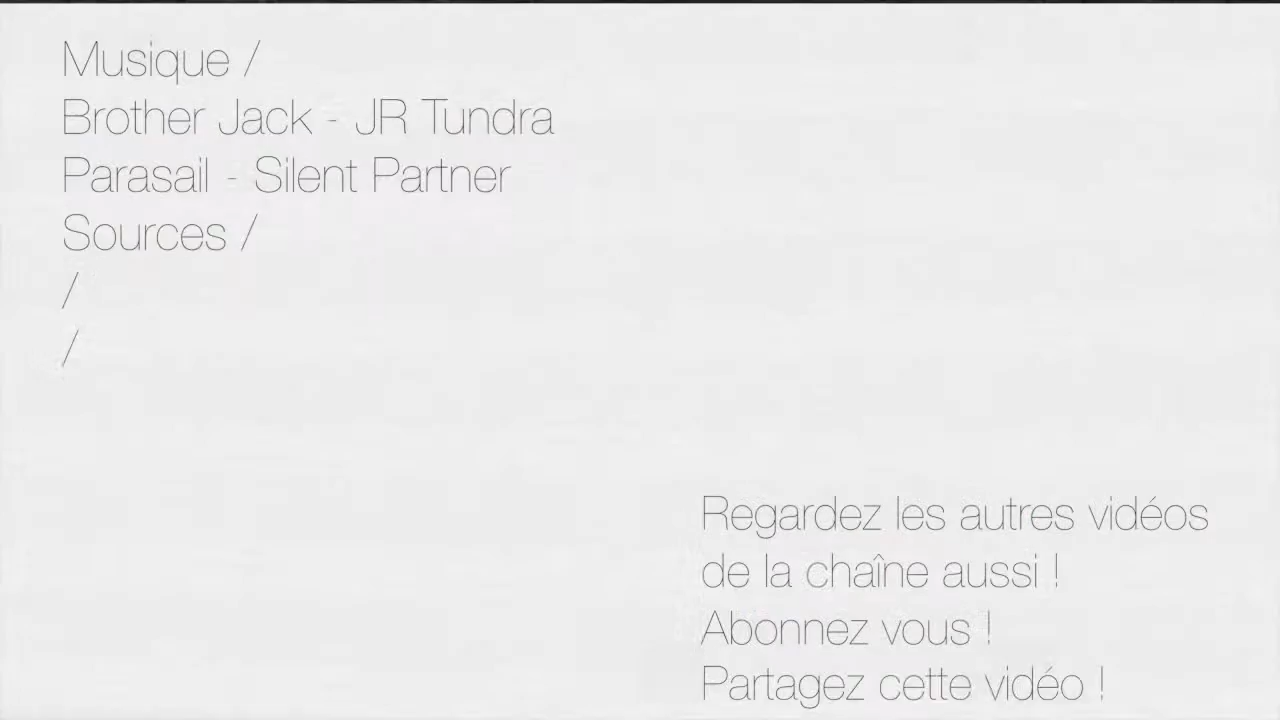 Musique /
Brother Jack - JR Tundra
Parasail - Silent Partner
Sources /
/
/
Regardez les autres vidéos
de la chaîne aussi !
Abonnez vous !
Partagez cette vidéo !